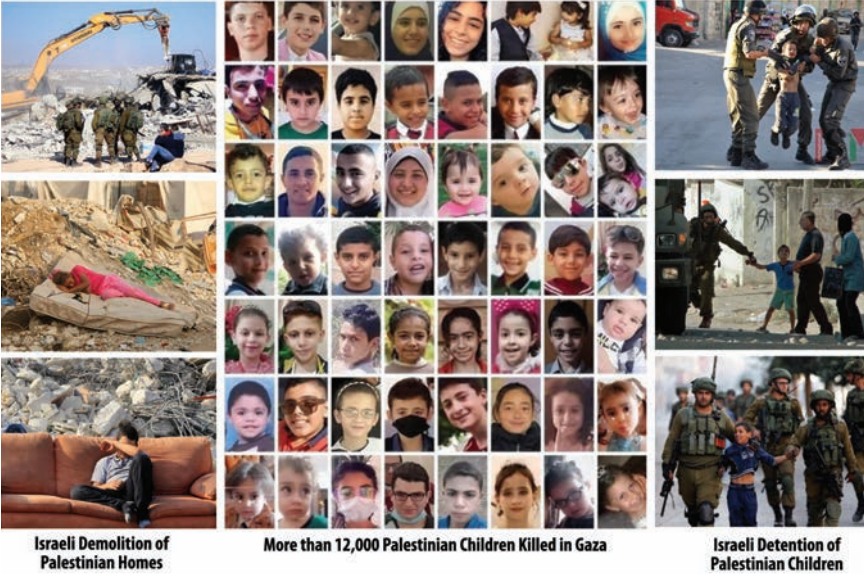 Israeli Demolition of
Palestinian Homes
More than 12,000 Palestinian Children Killed in Gaza
Israeli Detention of
Palestinian Children